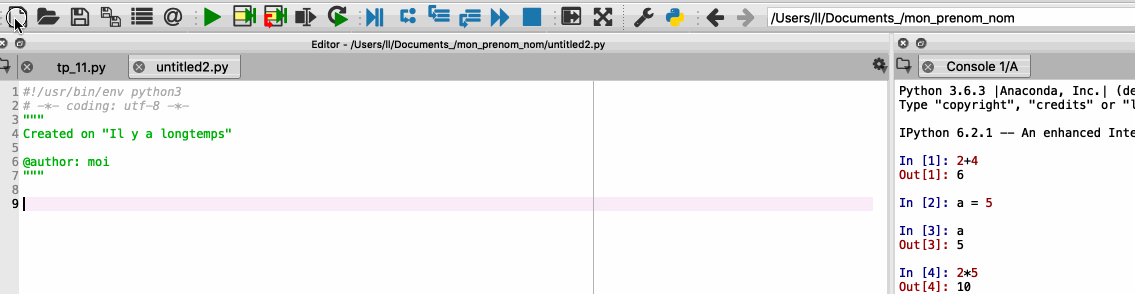 /Users/ll/Documents_/mon_prenom_nom
Editor - /Users/ll/Documents_/mon_prenom_nom/untitled2.py
tp_11.py
untitled2.py
1 #!/usr/bin/env python3
2 # -*- coding: utf-8 -*-
3 """
4 Created on "Il y a longtemps"
5
6 @author: moi
7 """
8
9
Console 1/A
Python 3.6.3 |Anaconda, Inc.| (de
Type "copyright", "credits" or "l
IPython 6.2.1 -- An enhanced Inte
In [1]: 2+4
Out[1]: 6
In [2]: a = 5
In [3]: a
Out[3]: 5
In [4]: 2*5
Out[4]: 10